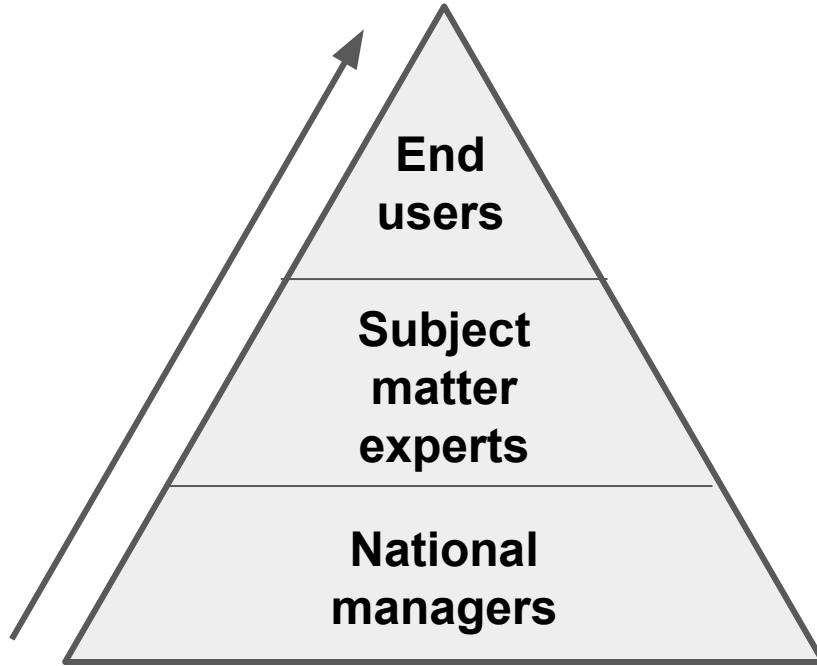 End
users
Subject
matter
experts
National
managers